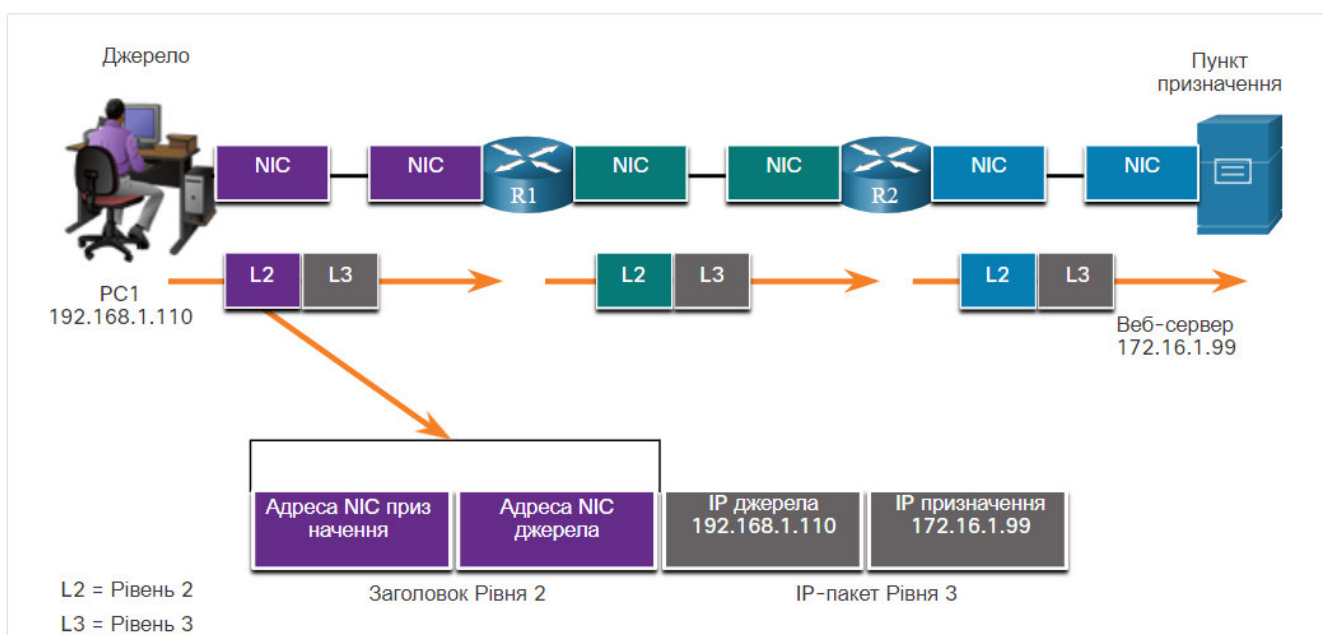 Джерело
Пункт
призначення
NIC
NIC
R1
NIC
NIC
R2
NIC
NIC
L2
L3
L2
L3
L2
L3
PC1
192.168.1.110
Веб-сервер
172.16.1.99
Адреса NIC приз
начення
Адреса NIC
джерела
IP джерела
192.168.1.110
IP призначення
172.16.1.99
L2 = Рівень 2
Заголовок Рівня 2
IP-пакет Рівня 3
L3 = Рівень 3